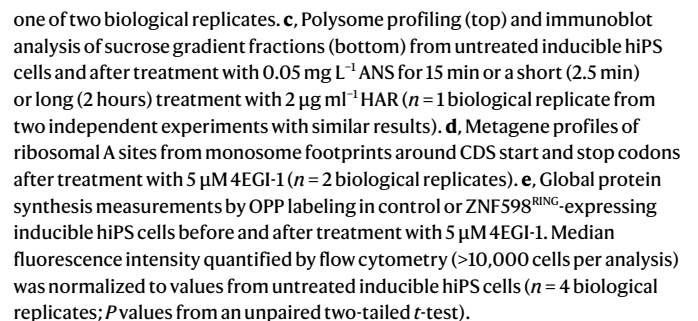 one of two biological replicates. c, Polysome profiling (top) and immunoblot
analysis of sucrose gradient fractions (bottom) from untreated inducible hiPS
cells and after treatment with 0.05 mg L⁻¹ ANS for 15 min or a short (2.5 min)
or long (2 hours) treatment with 2 µg ml⁻¹ HAR (n = 1 biological replicate from
two independent experiments with similar results). d, Metagene profiles of
ribosomal A sites from monosome footprints around CDS start and stop codons
after treatment with 5 µM 4EGI-1 (n = 2 biological replicates). e, Global protein
synthesis measurements by OPP labeling in control or ZNF598ᴿᴵᴺᴳ-expressing
inducible hiPS cells before and after treatment with 5 µM 4EGI-1. Median
fluorescence intensity quantified by flow cytometry (>10,000 cells per analysis)
was normalized to values from untreated inducible hiPS cells (n = 4 biological
replicates; P values from an unpaired two-tailed t-test).